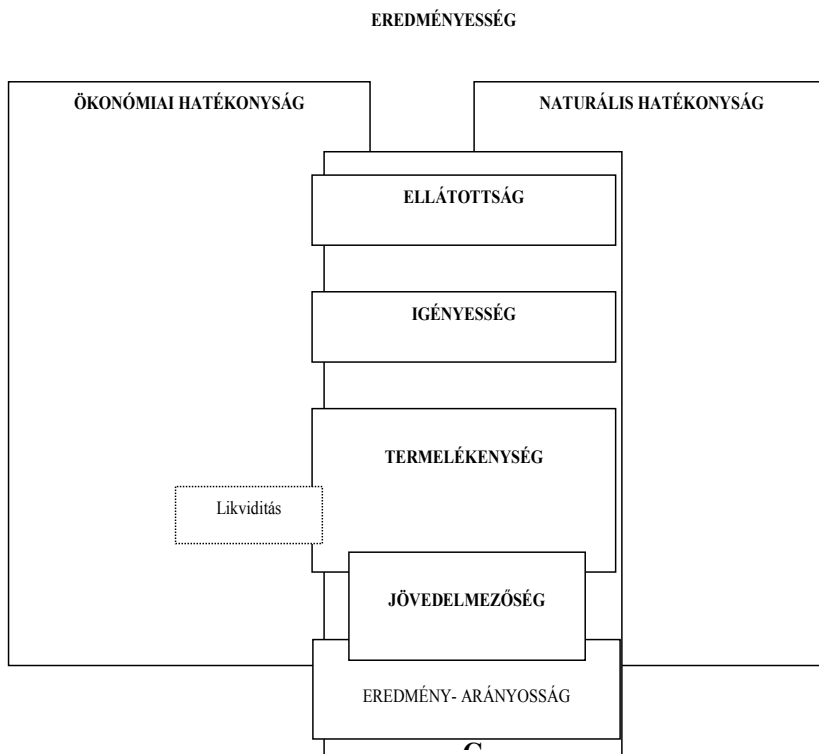 EREDMÉNYESSÉG
ÖKONÓMIAI HATÉKONYSÁG
NATURÁLIS HATÉKONYSÁG
ELLÁTOTTSÁG
IGÉNYESSÉG
TERMELÉKENYSÉG
Likviditás
JÖVEDELMEZŐSÉG
EREDMÉNY- ARÁNYOSSÁG